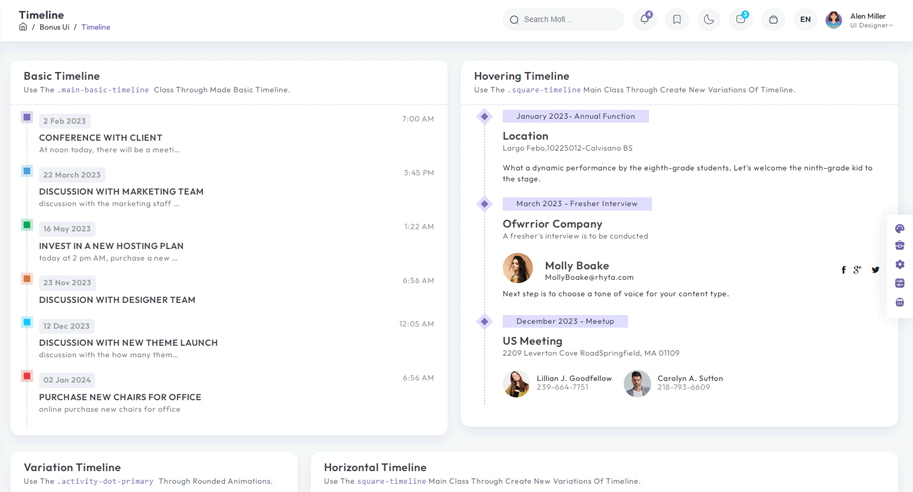 Timeline
/ Bonus Ui / Timeline
Search Mofi ..
4
3
EN
Alen Miller
UI Designer
Basic Timeline
Use The .main-basic-timeline Class Through Made Basic Timeline.
2 Feb 2023
7:00 AM
CONFERENCE WITH CLIENT
At noon today, there will be a meeti...
22 March 2023
3:45 PM
DISCUSSION WITH MARKETING TEAM
discussion with the marketing staff ...
16 May 2023
1:22 AM
INVEST IN A NEW HOSTING PLAN
today at 2 pm AM, purchase a new ...
23 Nov 2023
6:56 AM
DISCUSSION WITH DESIGNER TEAM
12 Dec 2023
12:05 AM
DISCUSSION WITH NEW THEME LAUNCH
discussion with the how many them...
02 Jan 2024
6:56 AM
PURCHASE NEW CHAIRS FOR OFFICE
online purchase new chairs for office
Hovering Timeline
Use The .square-timeline Main Class Through Create New Variations Of Timeline.
January 2023- Annual Function
Location
Largo Febo,10225012-Calvisano BS
What a dynamic performance by the eighth-grade students, Let's welcome the ninth-grade kid to
the stage.
March 2023 - Fresher Interview
Ofwrrior Company
A fresher's interview is to be conducted
Molly Boake
MollyBoake@rhyta.com
Next step is to choose a tone of voice for your content type.
December 2023 - Meetup
US Meeting
2209 Leverton Cove RoadSpringfield, MA 01109
Lillian J. Goodfellow
239-664-7751
Carolyn A. Sutton
218-793-6609
Variation Timeline
Use The .activity-dot-primary Through Rounded Animations.
Horizontal Timeline
Use The square-timeline Main Class Through Create New Variations Of Timeline.